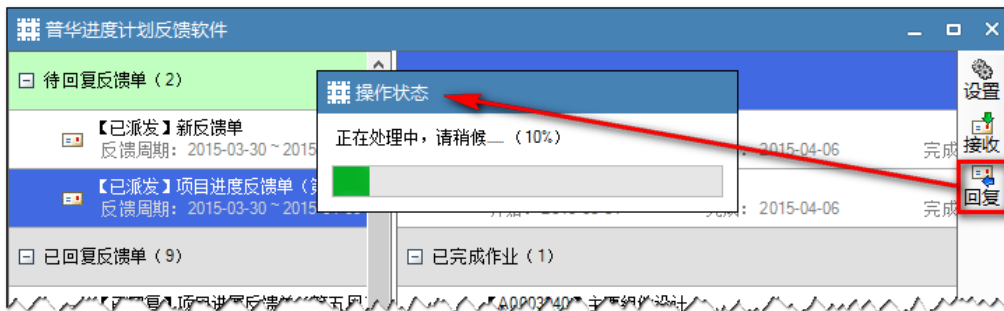 普华进度计划反馈软件
待回复反馈单（2）
操作状态
设置
【已派发】新反馈单
正在处理中，请稍候...（10%）
接收
反馈周期：2015-03-30 ~ 2015
2015-04-06
完成
【已派发】项目进度反馈单（
回复
反馈周期：2015-03-30 ~ 2015
：2015-04-06
完成
已回复反馈单（9）
已完成作业（1）